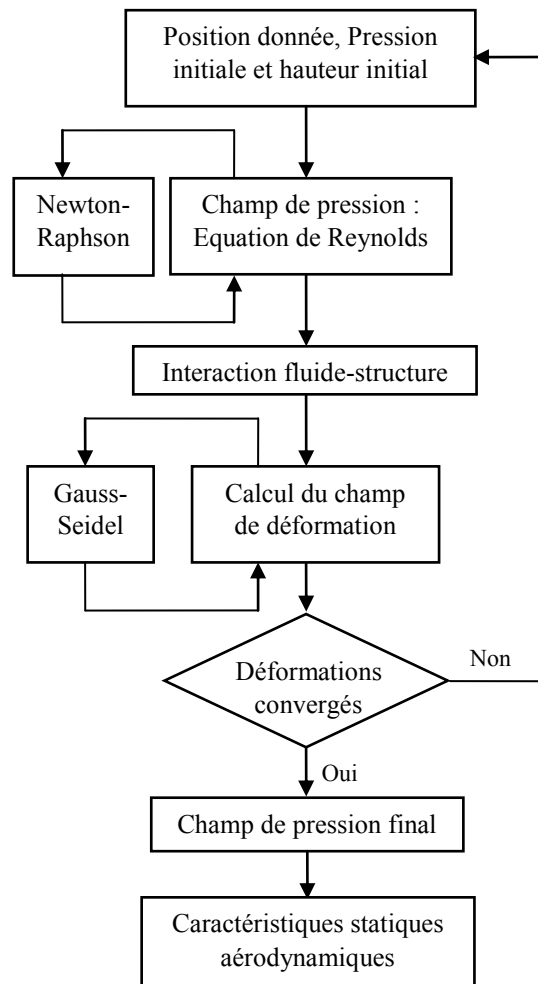 Position donnée, Pression
initiale et hauteur initial
Newton-
Raphson
Champ de pression :
Equation de Reynolds
Interaction fluide-structure
Gauss-
Seidel
Calcul du champ
de déformation
Déformations
convergés
Non
Oui
Champ de pression final
Caractéristiques statiques
aérodynamiques